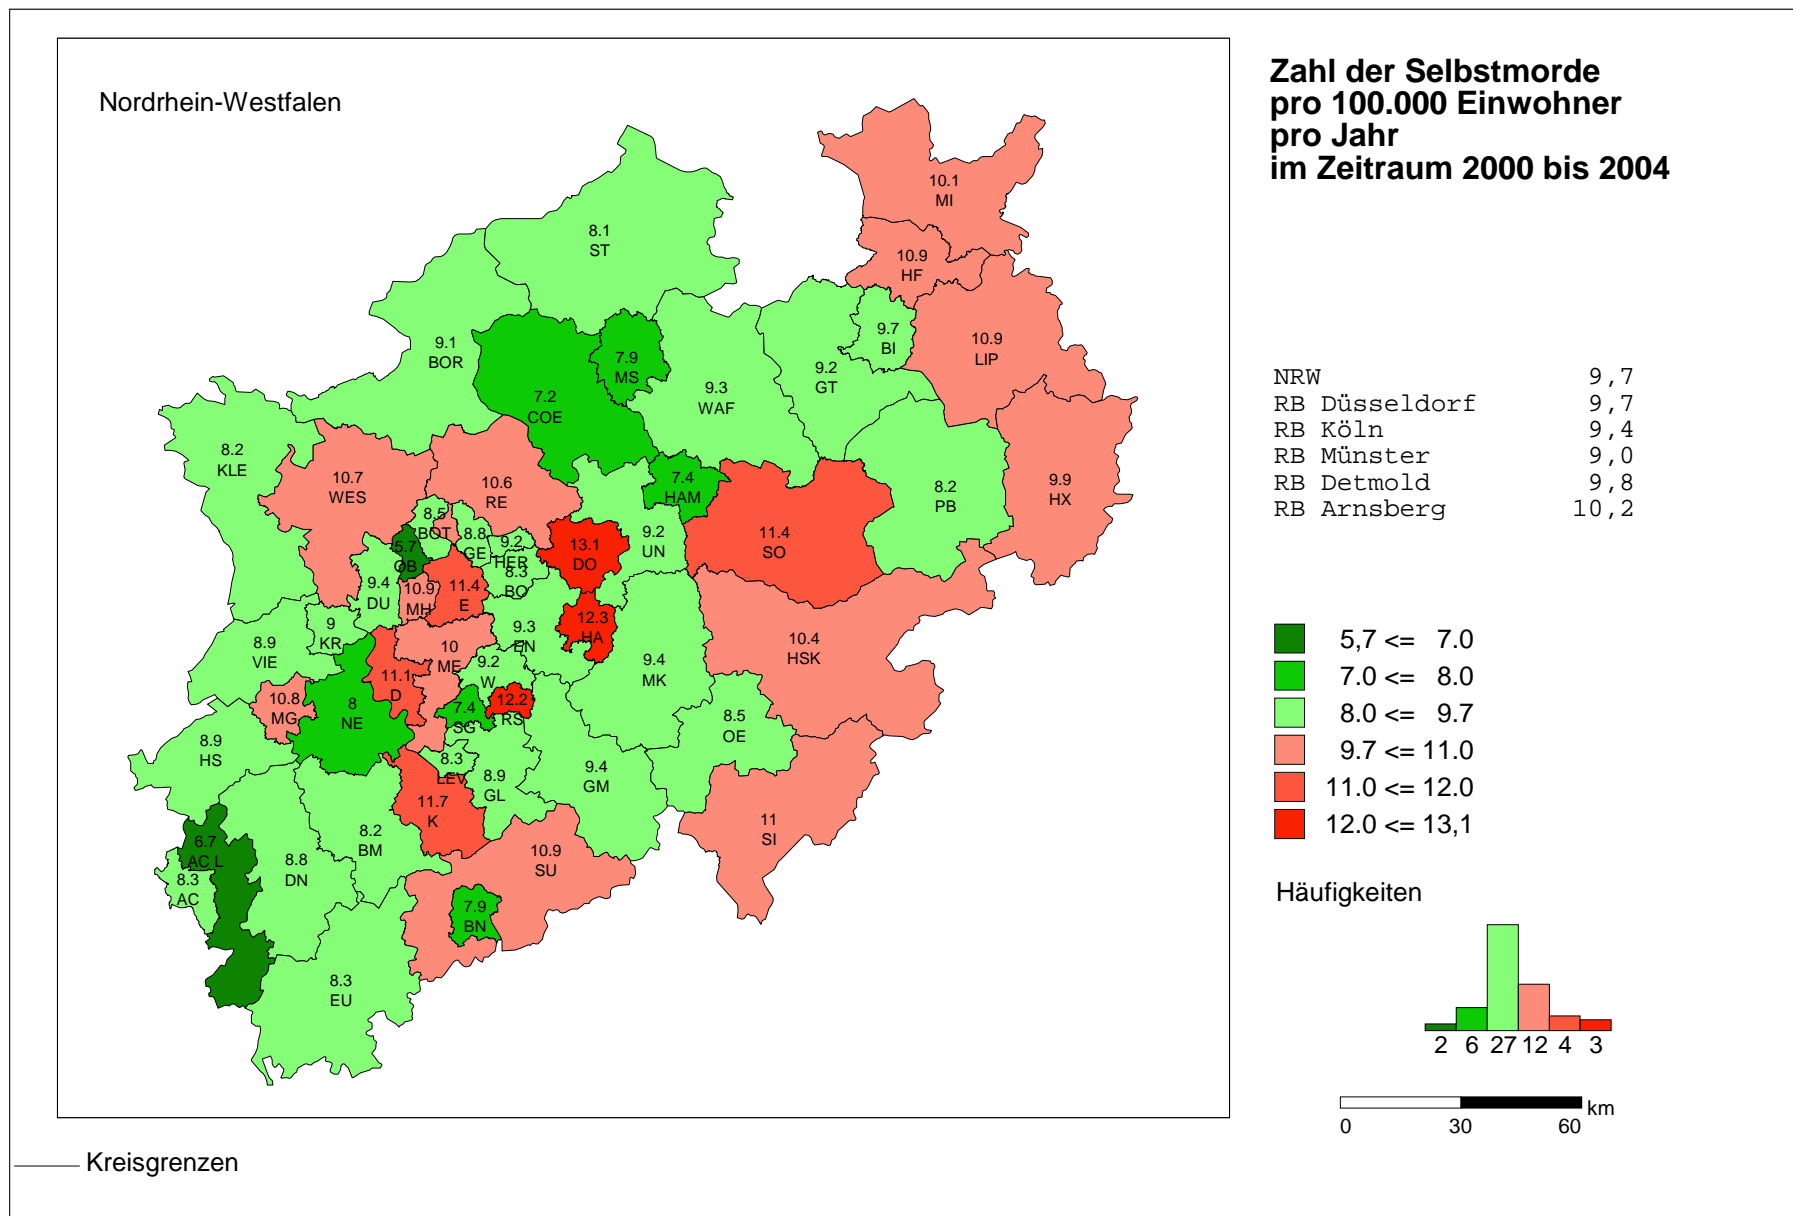 Zahl der Selbstmorde
pro 100.000 Einwohner
pro Jahr
im Zeitraum 2000 bis 2004
Nordrhein-Westfalen
10.1
MI
8.1
ST
10.9
HF
9.7
BI
10.9
LIP
9.1
BOR
7.9
MS
9.2
GT
9.3
WAF
7.2
COE
8.2
KLE
10.7
WES
10.6
RE
7.4
HAM
8.2
PB
9.9
HX
8.5
BOT
8.8
GE
9.2
HER
8.3
BO
13.1
DO
9.2
UN
11.4
SO
5.7
OB
9.4
DU
10.9
MH
11.4
E
12.3
HA
9.3
EN
9
KR
8.9
VIE
10
ME
9.2
W
9.4
MK
10.4
HSK
11.1
D
10.8
MG
8
NE
7.4
SG
12.2
RS
8.5
OE
8.9
HS
8.3
LEV
8.9
GL
9.4
GM
11.7
K
11
SI
8.2
BM
6.7
AC L
8.3
AC
8.8
DN
10.9
SU
7.9
BN
8.3
EU
NRW 9,7
RB Düsseldorf 9,7
RB Köln 9,4
RB Münster 9,0
RB Detmold 9,8
RB Arnsberg 10,2
5,7 <= 7.0
7.0 <= 8.0
8.0 <= 9.7
9.7 <= 11.0
11.0 <= 12.0
12.0 <= 13,1
Häufigkeiten
2 6 27 12 4 3
km
0 30 60
Kreisgrenzen